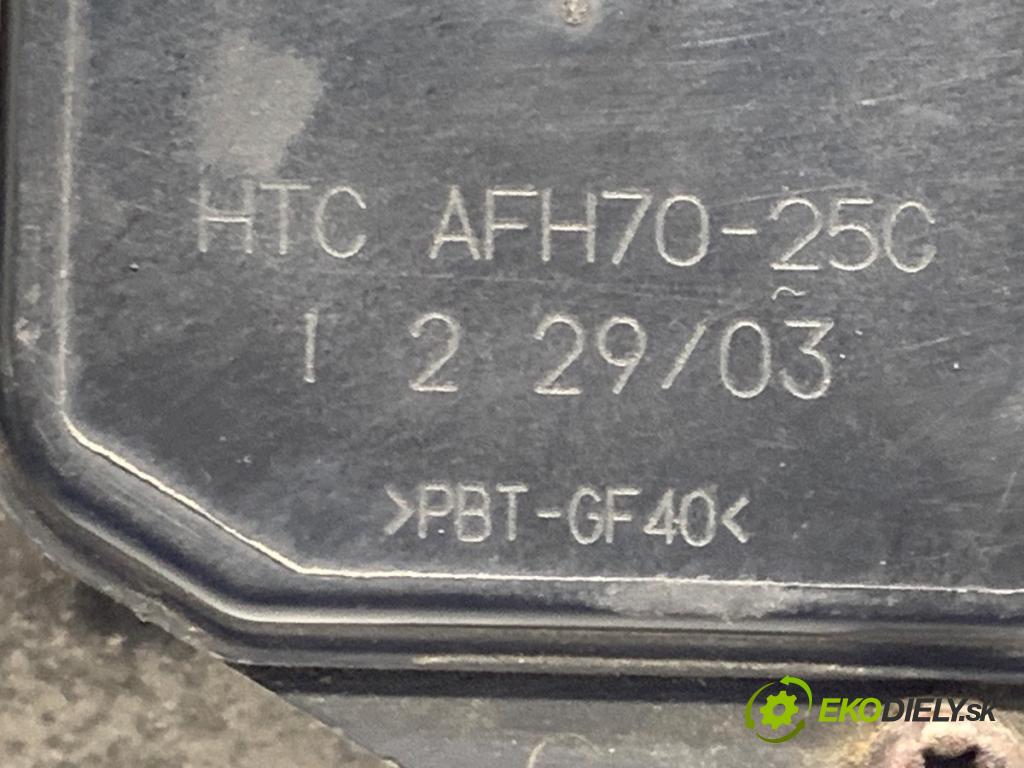 HTC AFH70-25C
1 2 29/03
>PBT-GF40<
EKODIELY.sk